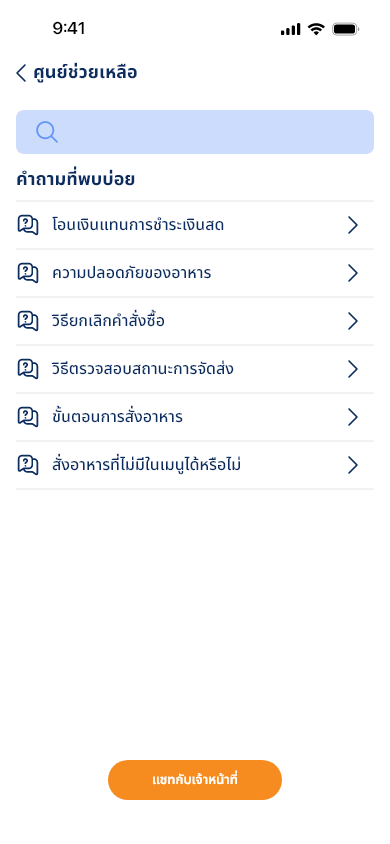 9:41
ศูนย์ช่วยเหลือ
คำถามที่พบบ่อย
โอนเงินแทนการชำระเงินสด
ความปลอดภัยของอาหาร
วิธียกเลิกคำสั่งซื้อ
วิธีตรวจสอบสถานะการจัดส่ง
ขั้นตอนการสั่งอาหาร
สั่งอาหารที่ไม่มีในเมนูได้หรือไม่
แชทกับเจ้าหน้าที่